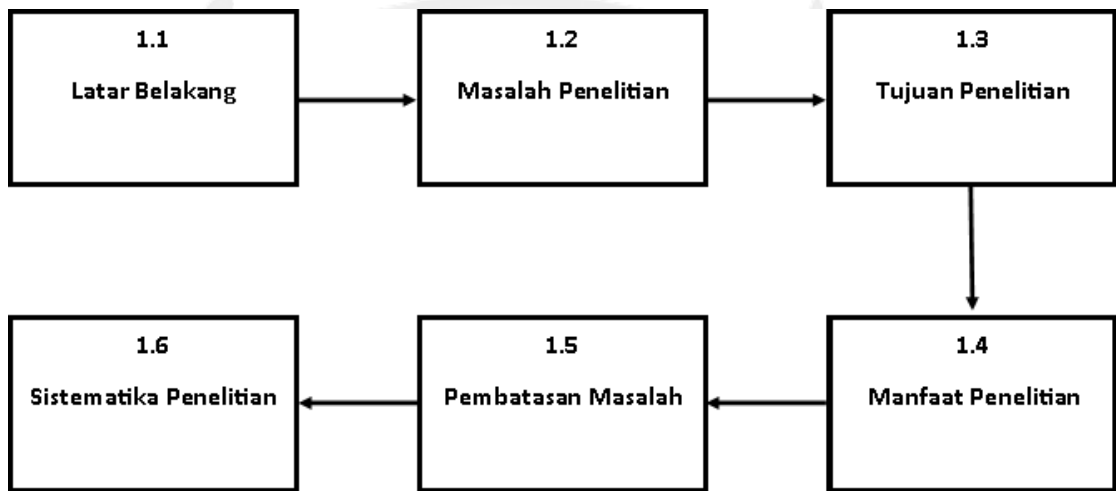 1.1
Latar Belakang
1.2
Masalah Penelitian
1.3
Tujuan Penelitian
1.4
Manfaat Penelitian
1.5
Pembatasan Masalah
1.6
Sistematika Penelitian